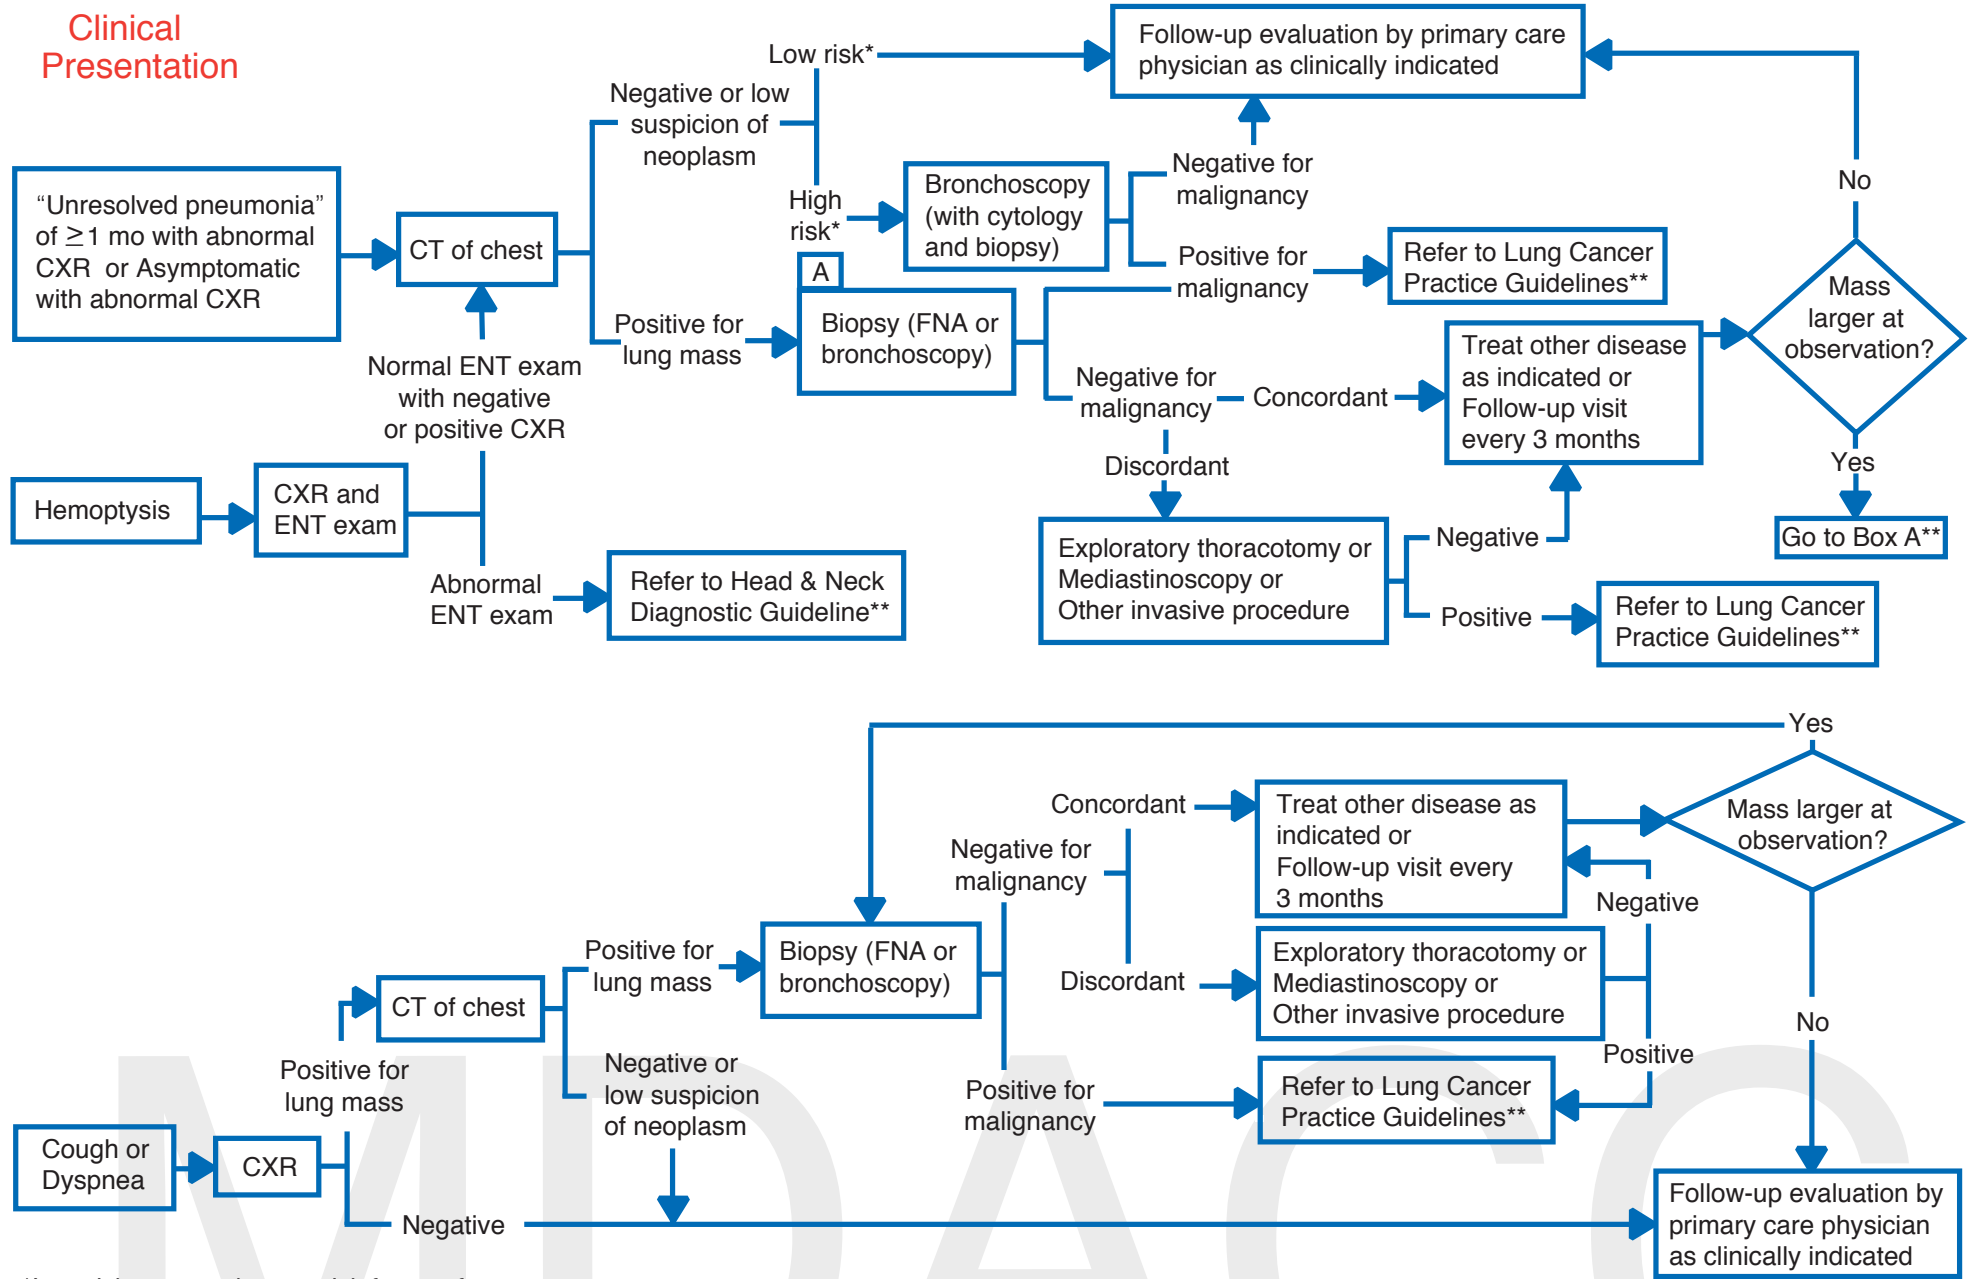 Clinical
Presentation
Low risk*
Follow-up evaluation by primary care
physician as clinically indicated
Negative or low
suspicion of
neoplasm
"Unresolved pneumonia"
of ≥1 mo with abnormal
CXR or Asymptomatic
with abnormal CXR
CT of chest
High
risk*
Bronchoscopy
(with cytology
and biopsy)
Negative for
malignancy
Positive for
malignancy
Refer to Lung Cancer
Practice Guidelines**
No
Mass
larger at
observation?
A
Positive for
lung mass
Biopsy (FNA or
bronchoscopy)
Negative for
malignancy
Concordant
Treat other disease
as indicated or
Follow-up visit
every 3 months
Yes
Go to Box A**
Normal ENT exam
with negative
or positive CXR
Discordant
Hemoptysis
CXR and
ENT exam
Exploratory thoracotomy or
Mediastinoscopy or
Other invasive procedure
Negative
Positive
Refer to Lung Cancer
Practice Guidelines**
Abnormal
ENT exam
Refer to Head & Neck
Diagnostic Guideline**
Yes
Mass larger at
observation?
Concordant
Treat other disease as
indicated or
Follow-up visit every
3 months
Negative for
malignancy
Negative
Positive for
lung mass
Biopsy (FNA or
bronchoscopy)
Discordant
Exploratory thoracotomy or
Mediastinoscopy or
Other invasive procedure
CT of chest
No
Positive
Positive for
lung mass
Negative or
low suspicion
of neoplasm
Positive for
malignancy
Refer to Lung Cancer
Practice Guidelines**
Cough or
Dyspnea
CXR
Negative
Follow-up evaluation by
primary care physician
as clinically indicated
MDACC